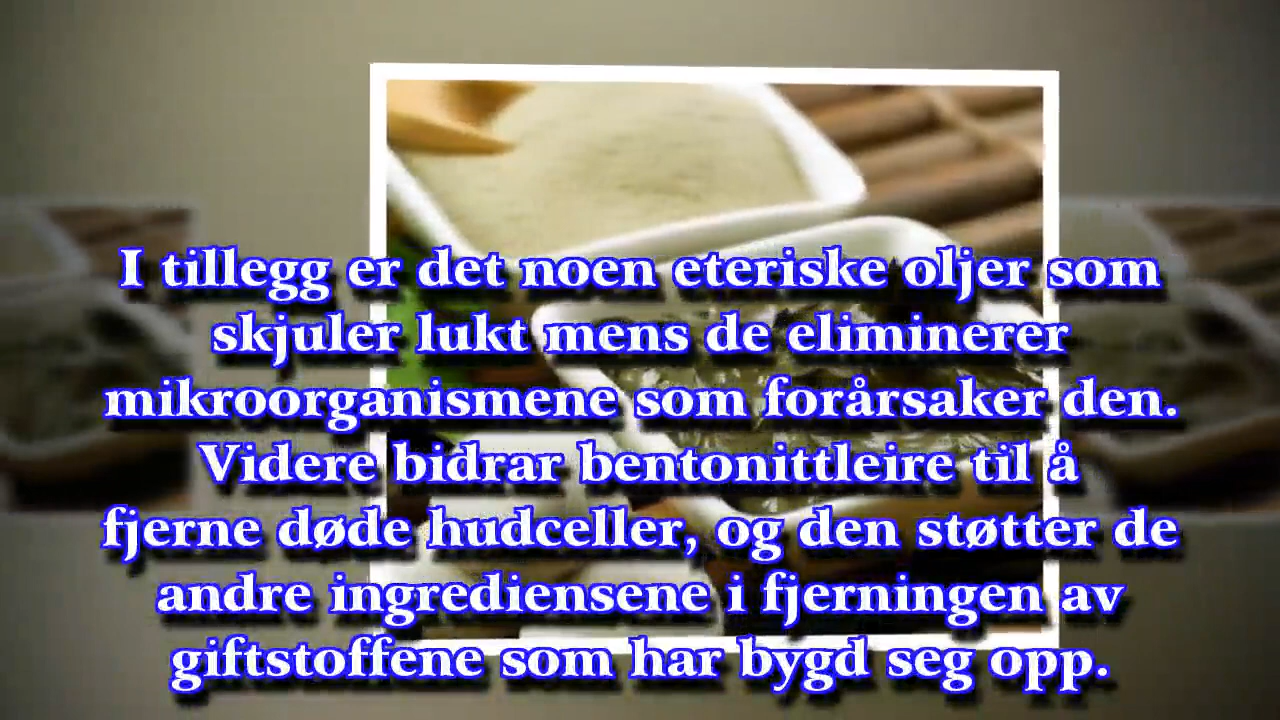 I tillegg er det noen eteriske oljer som
skjuler lukt mens de eliminerer
mikroorganismene som forårsaker den.
Videre bidrar bentonittleire til å
fjerne døde hudceller, og den støtter de
andre ingrediensene i fjerningen av
giftstoffene som har bygd seg opp.